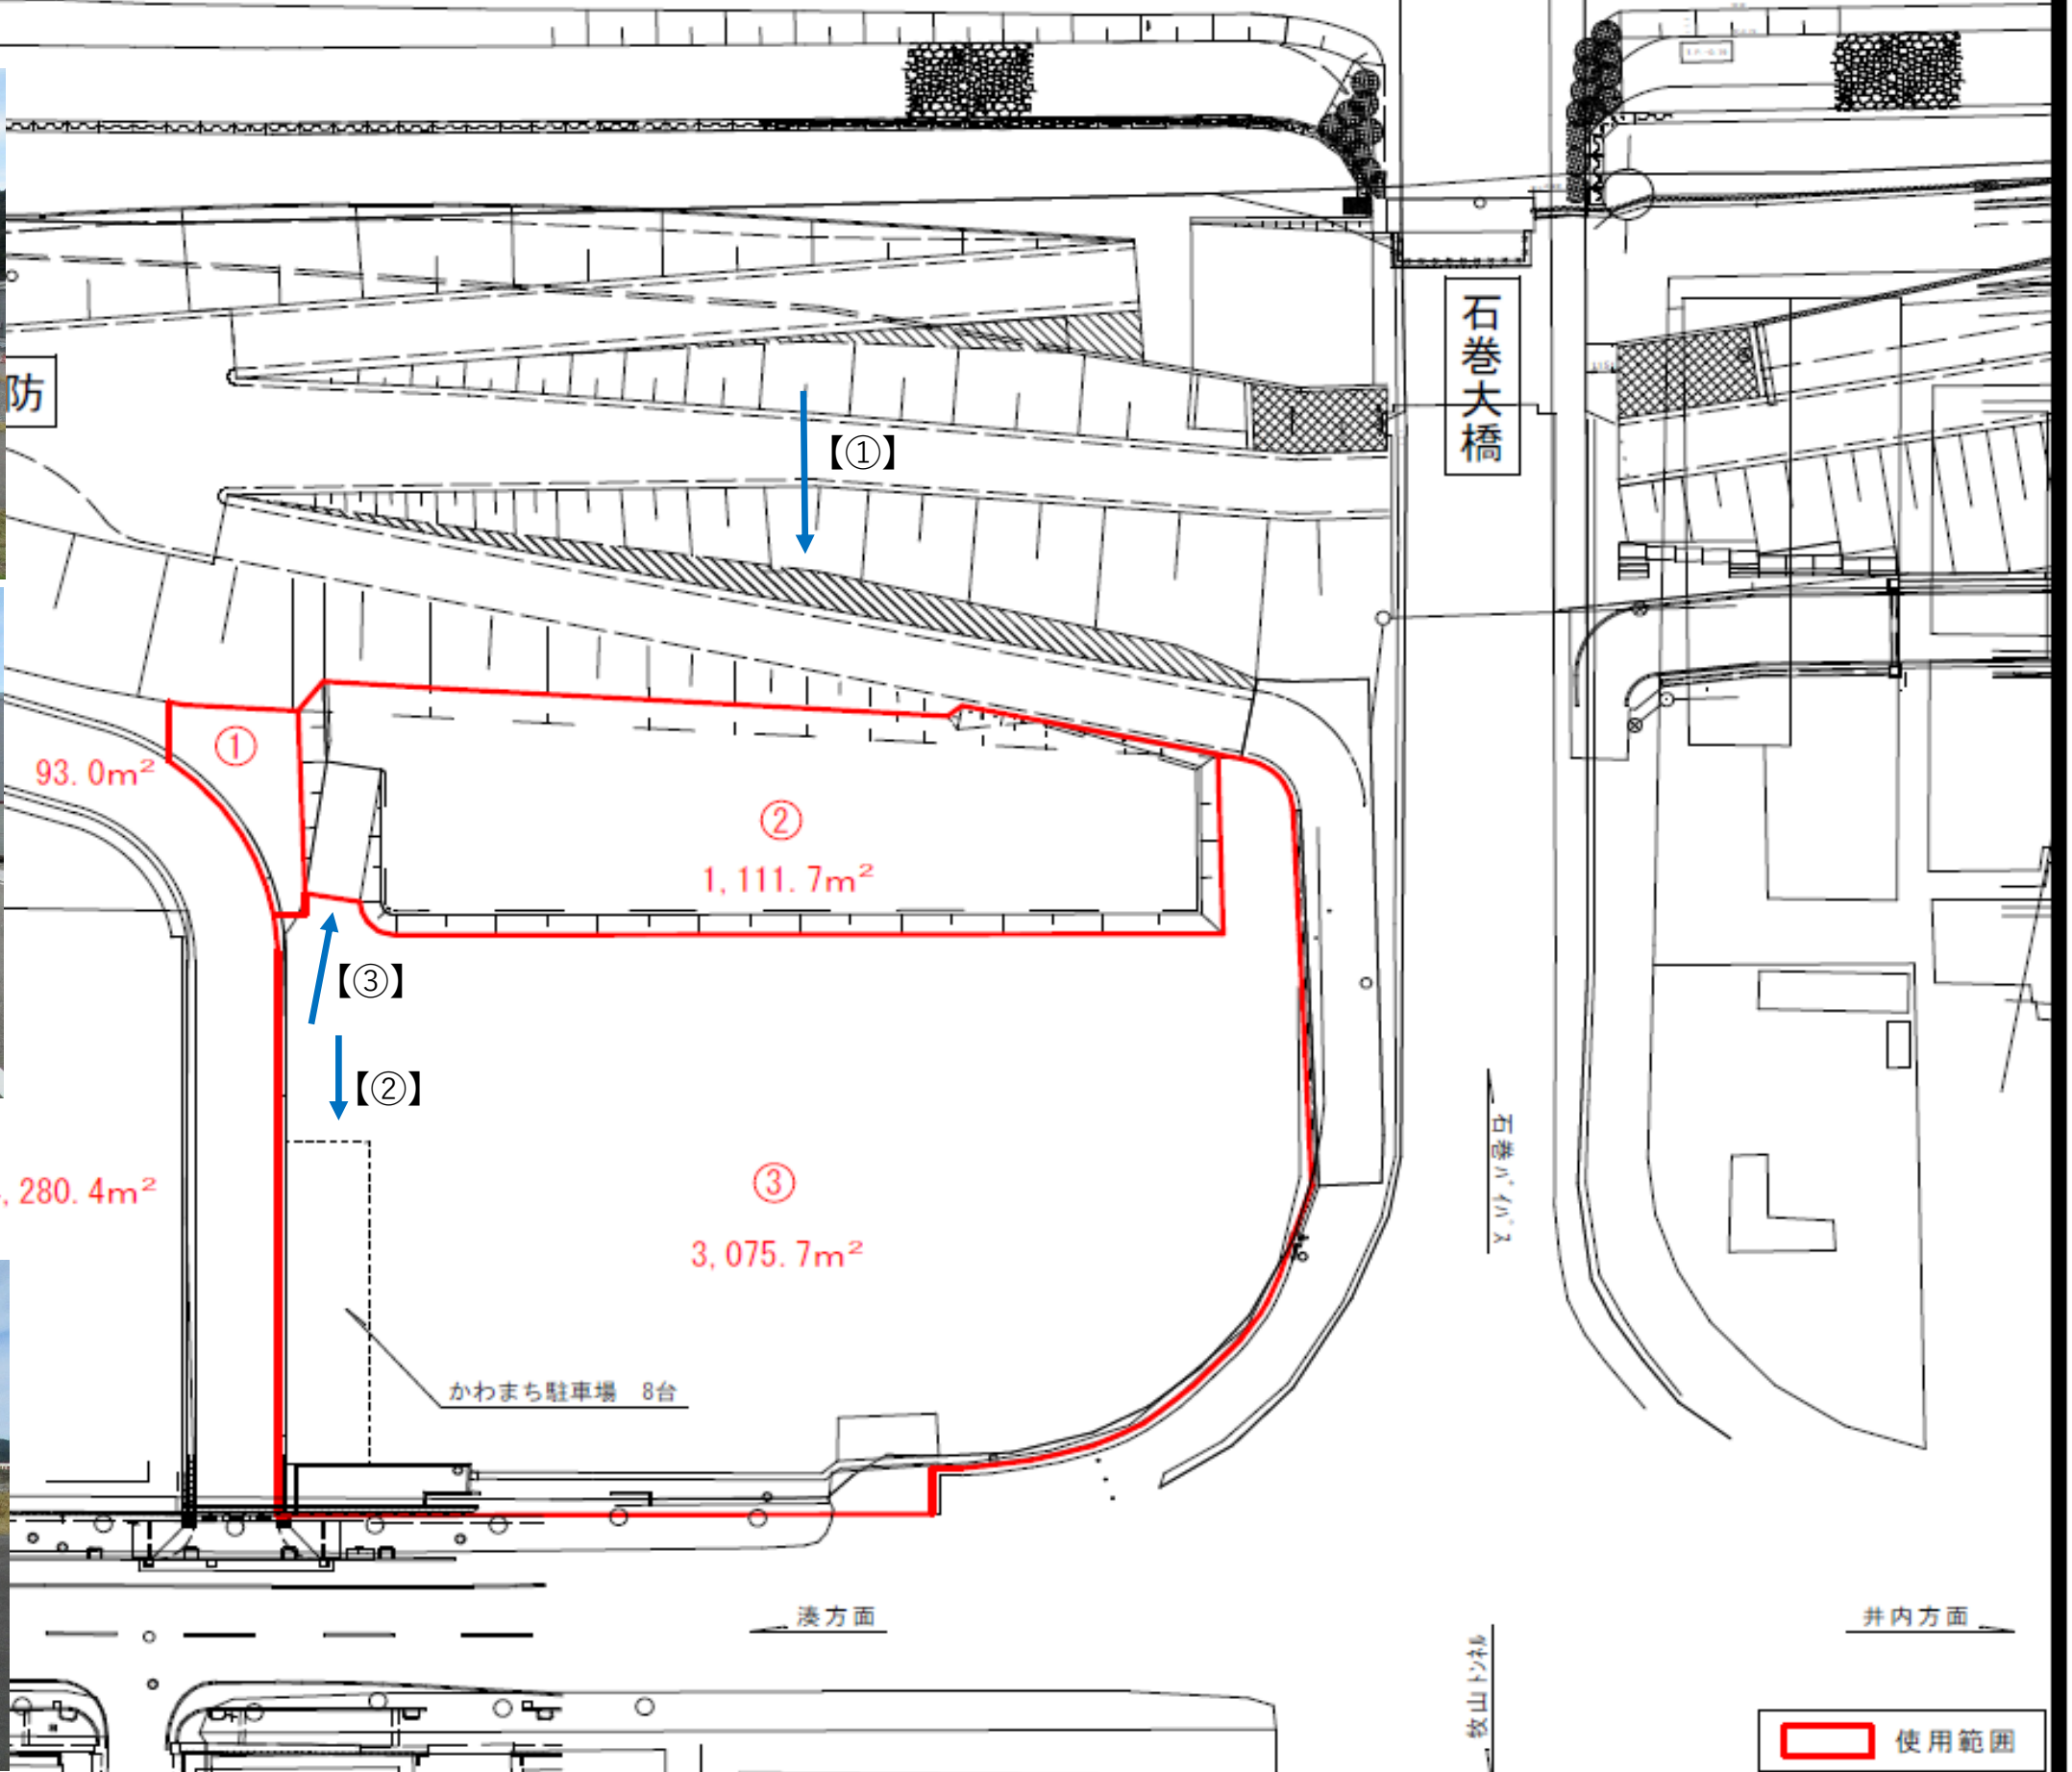 石巻大橋
防
【①】
①
93.0m²
②
1,111.7m²
【③】
【②】
③
3,075.7m²
280.4m²
石巻バイパス
かわまち駐車場 8台
湊方面
井内方面
牧山トンネル
使用範囲